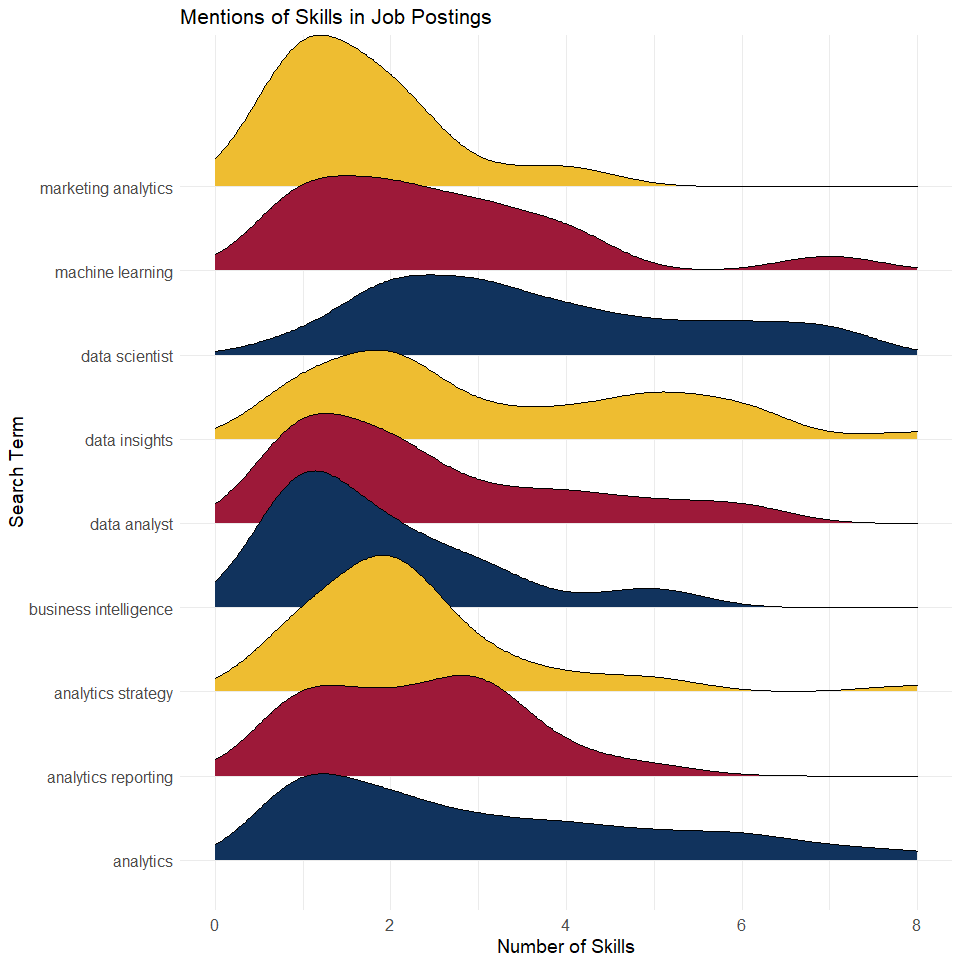 Mentions of Skills in Job Postings
marketing analytics
machine learning
data scientist
data insights
data analyst
business intelligence
analytics strategy
analytics reporting
analytics
Search Term
0 2 4 6 8
Number of Skills